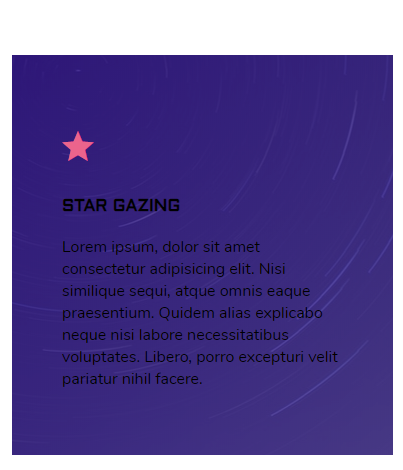 STAR GAZING
Lorem ipsum, dolor sit amet
consectetur adipisicing elit. Nisi
similique sequi, atque omnis eaque
praesentium. Quidem alias explicabo
neque nisi labore necessitatibus
voluptates. Libero, porro excepturi velit
pariatur nihil facere.